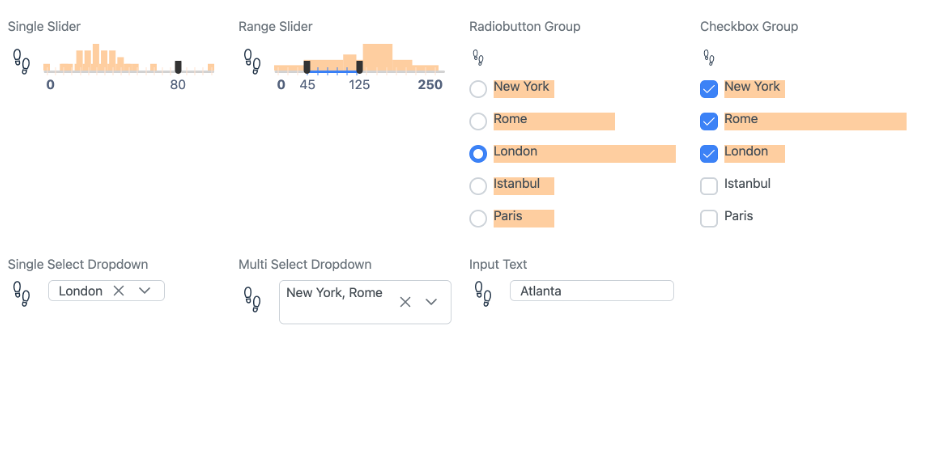 Single Slider
0
80
Range Slider
0
45
125
250
Radiobutton Group
New York
Rome
London
Istanbul
Paris
Checkbox Group
New York
Rome
London
Istanbul
Paris
Single Select Dropdown
London
Multi Select Dropdown
New York, Rome
Input Text
Atlanta